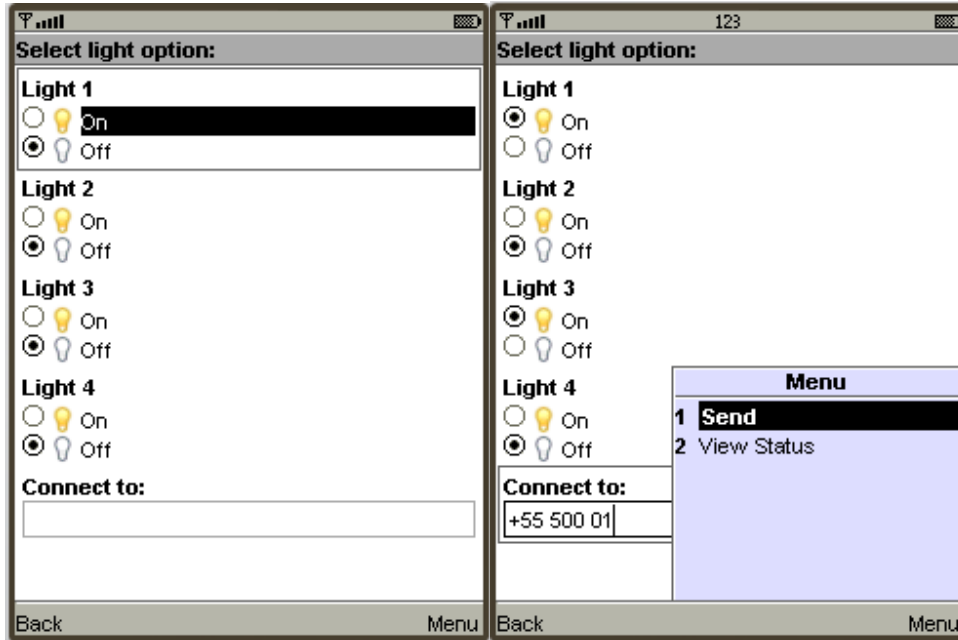 Select light option:
Light 1
On
Off
Light 2
On
Off
Light 3
On
Off
Light 4
On
Off
Connect to:
Back Menu
123
Select light option:
Light 1
On
Off
Light 2
On
Off
Light 3
On
Off
Light 4
On
Off
Connect to:
+55 500 01
Menu
1 Send
2 View Status
Back Menu